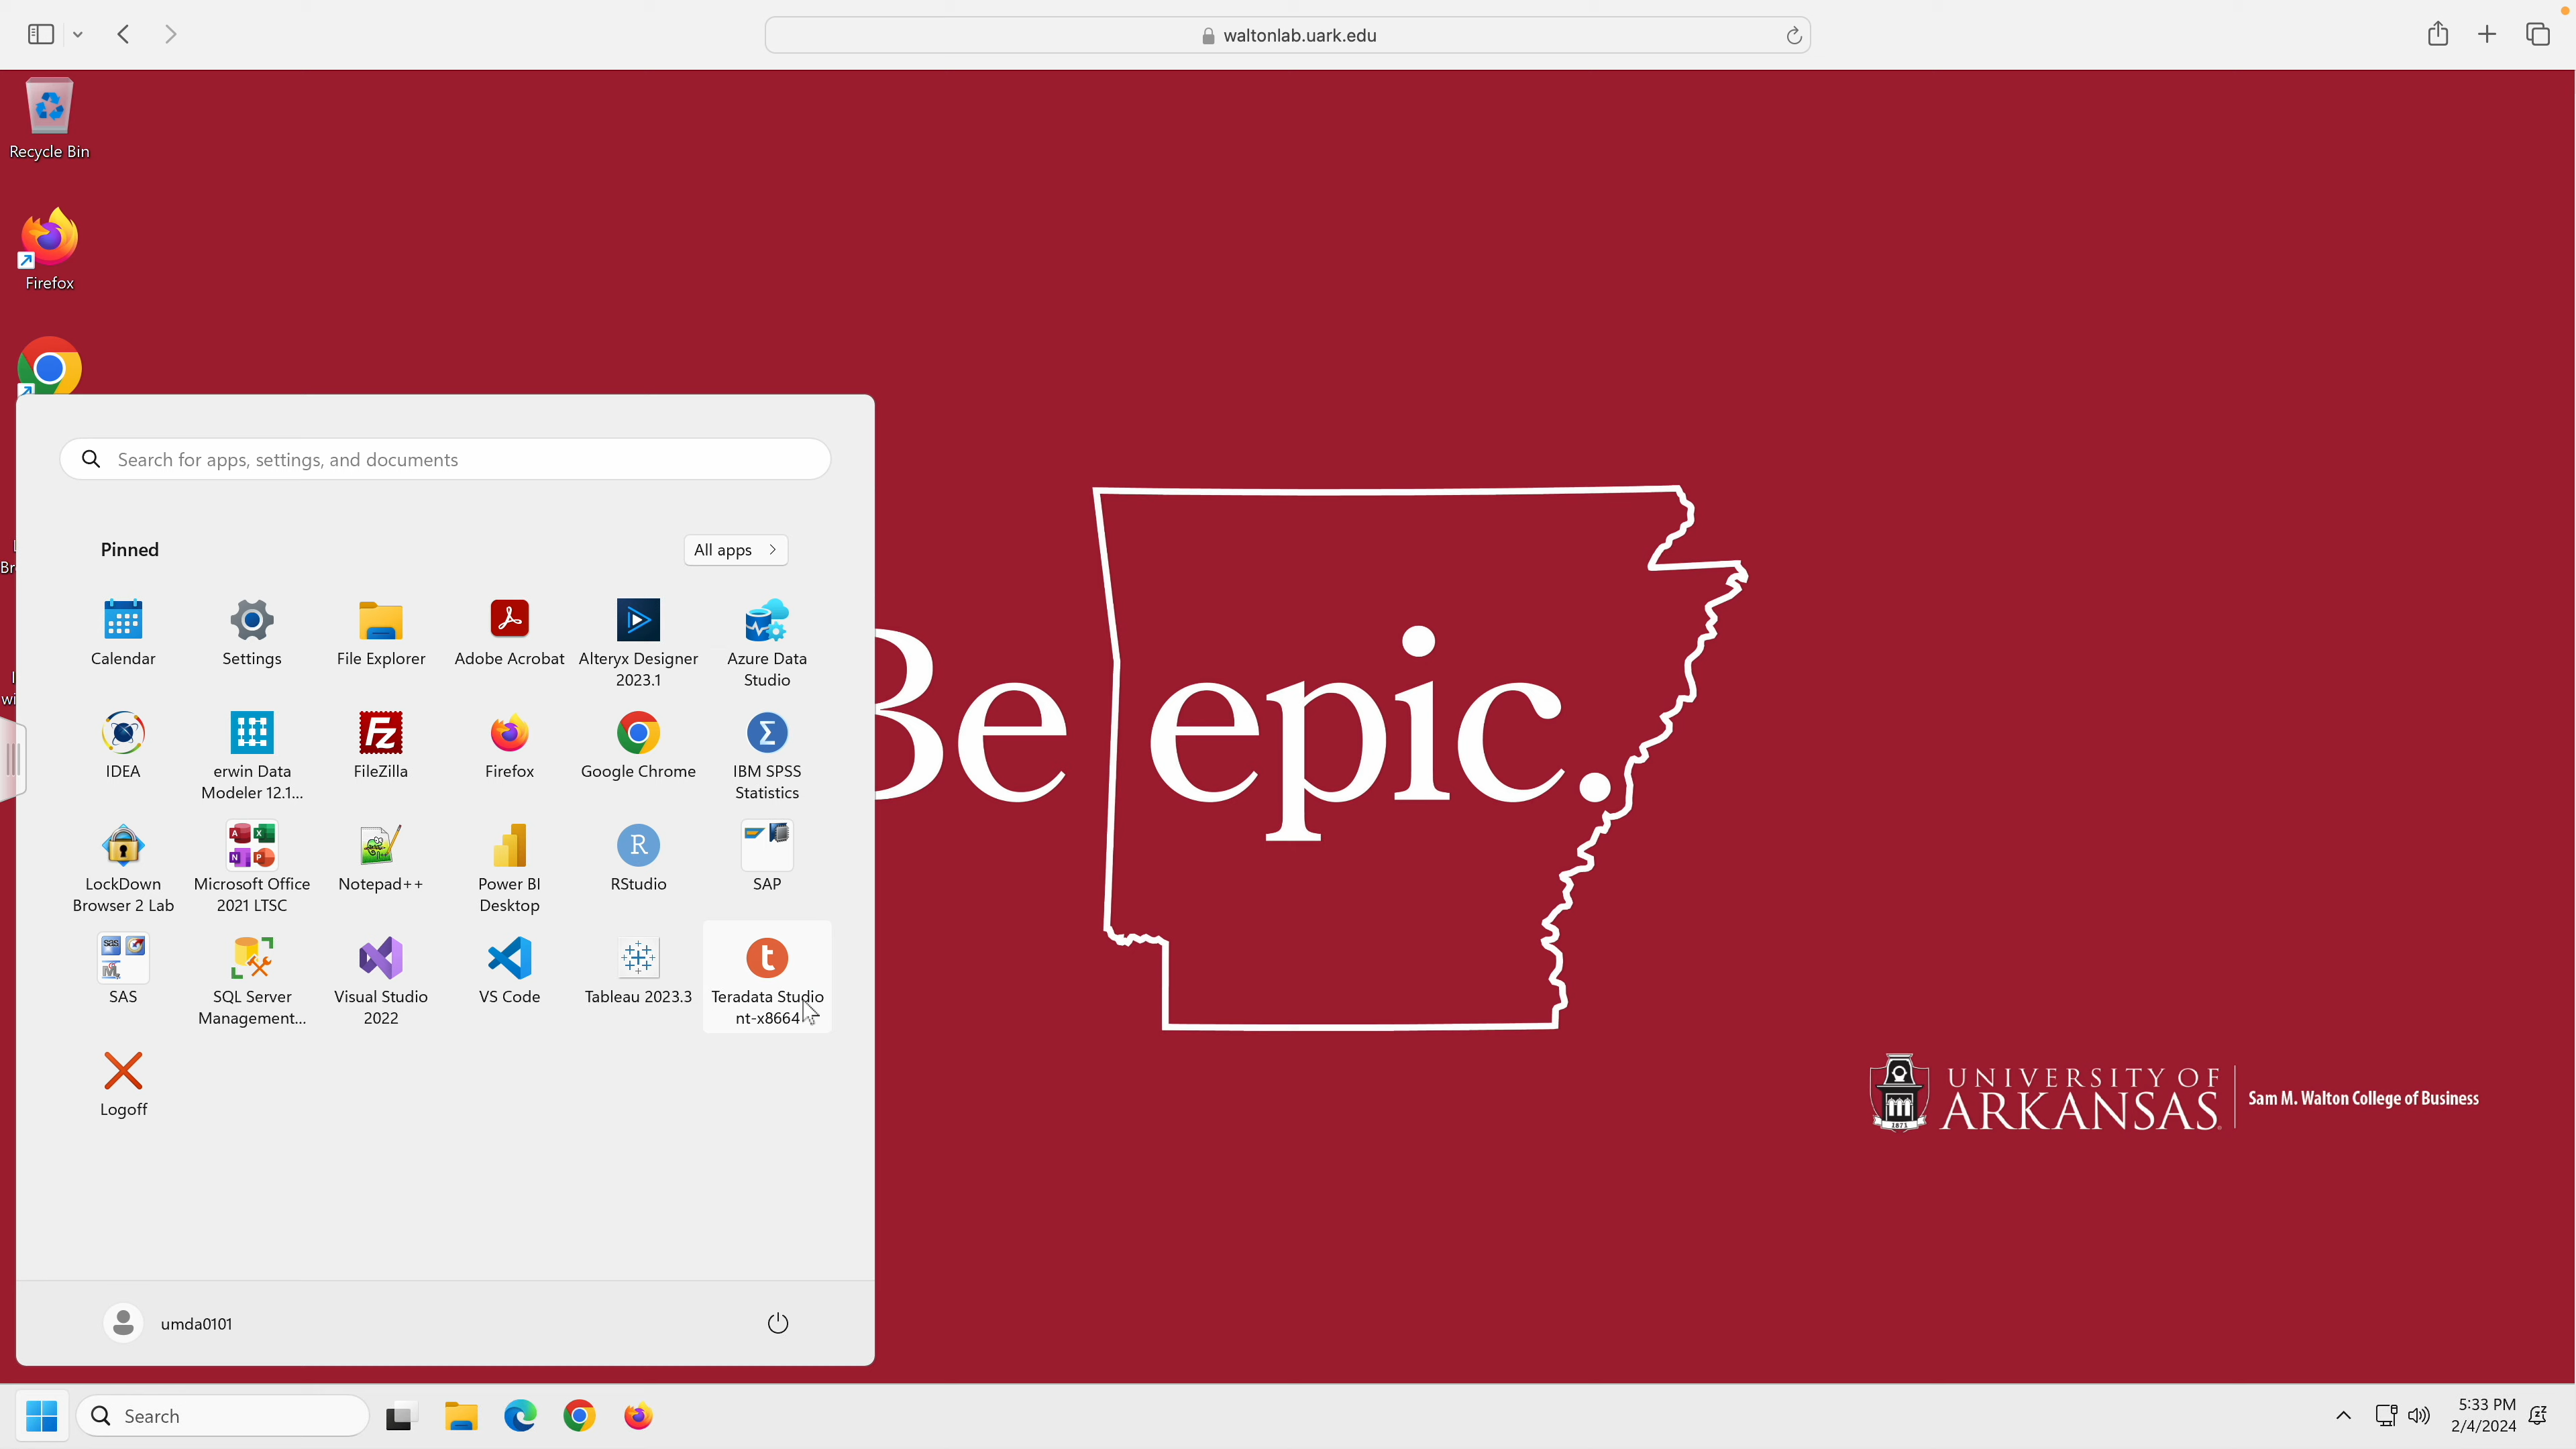 waltonlab.uark.edu
Recycle Bin
Firefox
Search for apps, settings, and documents
Pinned
All apps
Calendar
Settings
File Explorer
Adobe Acrobat
Alteryx Designer
2023.1
Azure Data
Studio
IDEA
erwin Data
Modeler 12.1...
FileZilla
Firefox
Google Chrome
IBM SPSS
Statistics
LockDown
Browser 2 Lab
Microsoft Office
2021 LTSC
Notepad++
Power BI
Desktop
RStudio
SAP
SAS
SQL Server
Management...
Visual Studio
2022
VS Code
Tableau 2023.3
Teradata Studio
nt-x8664
Logoff
umda0101
Be epic.
UNIVERSITY OF
ARKANSAS
Sam M. Walton College of Business
1871
Search
5:33 PM
2/4/2024